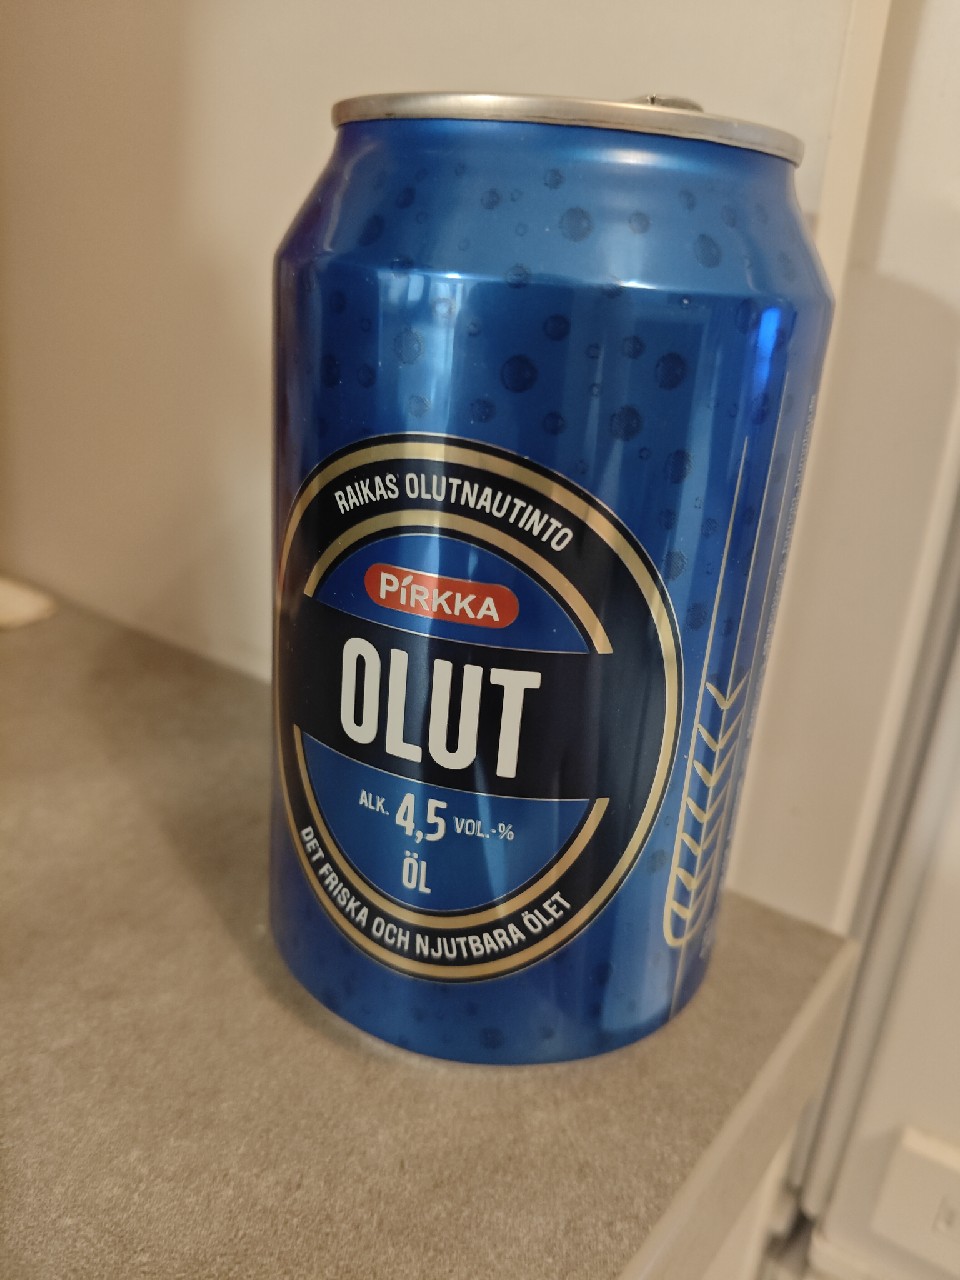 RAIKAS OLUTNAUTINTO
PIRKKA
OLUT
ALK. 4,5 VOL.-%
ÖL
DET FRISKA OCH NJUTBARA ÖLET